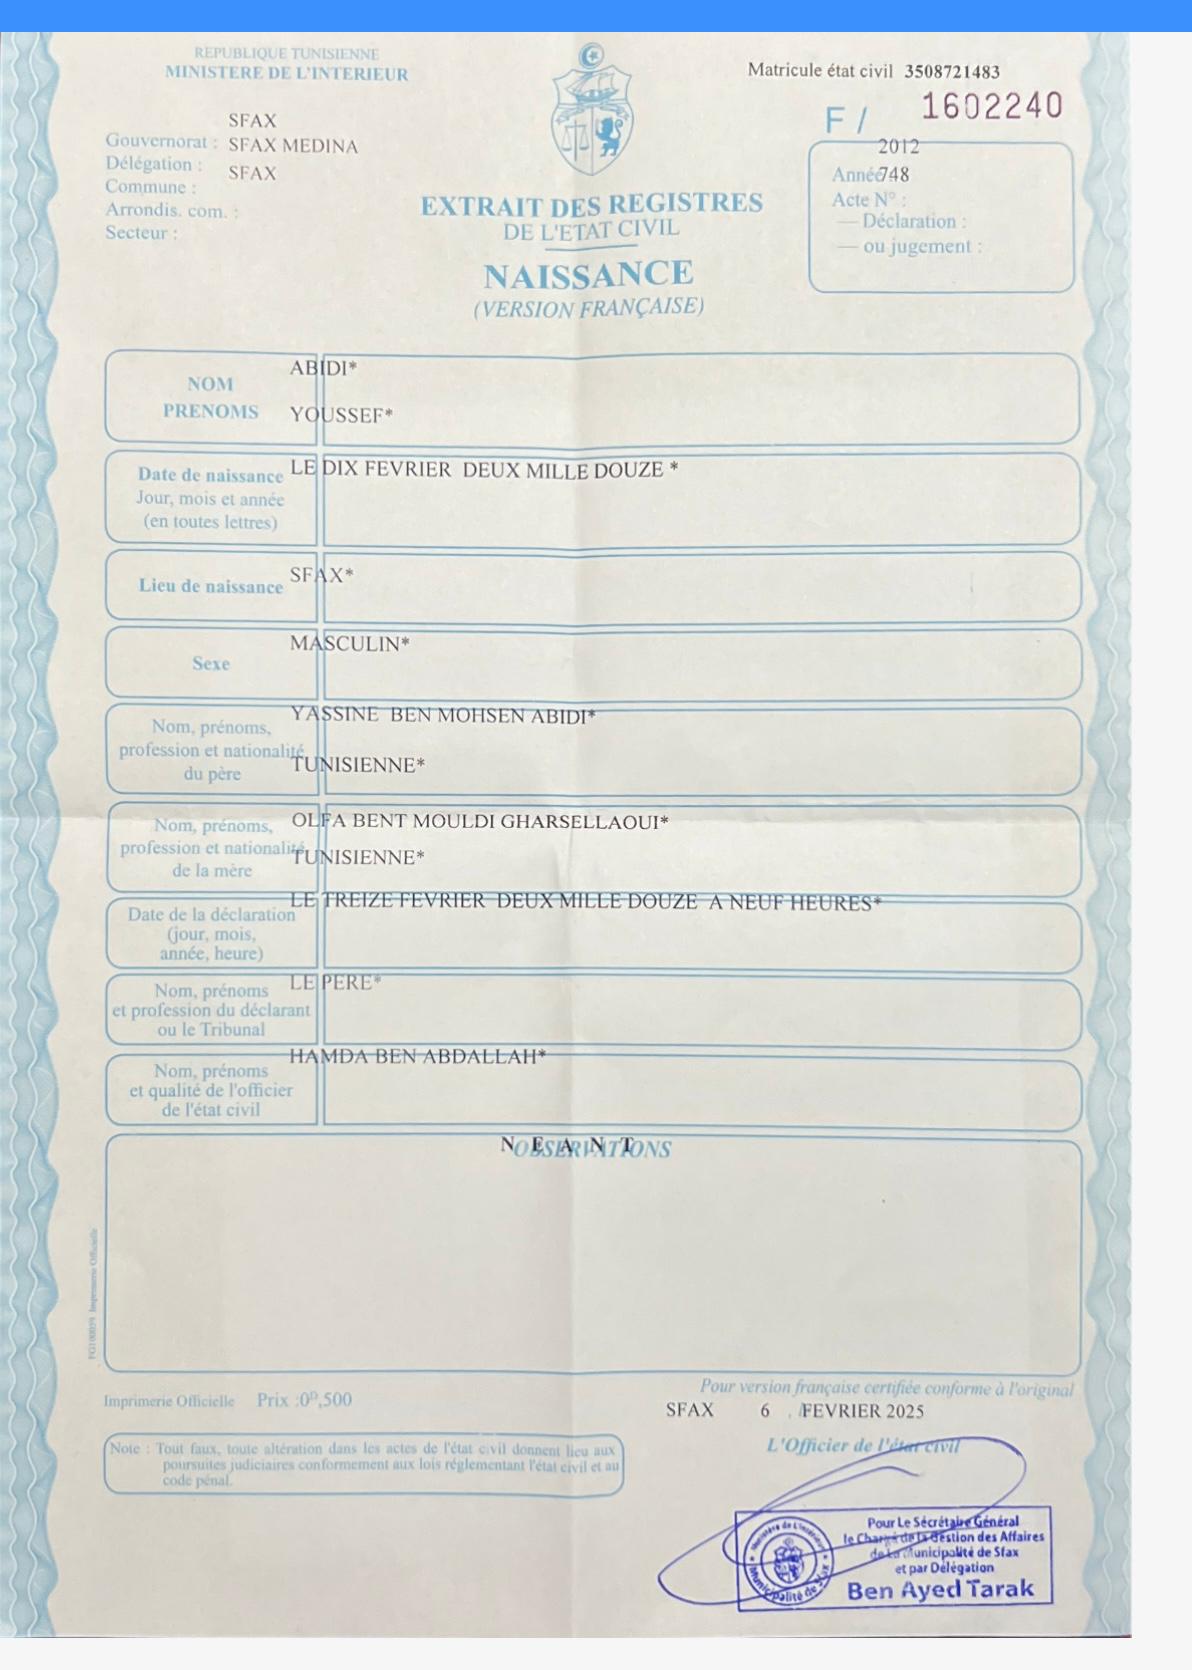 REPUBLIQUE TUNISIENNE
MINISTERE DE L'INTERIEUR
Matricule état civil 3508721483
F / 1602240
SFAX
Gouvernorat : SFAX MEDINA
Délégation : SFAX
Commune :
Arrondis. com. :
Secteur :
2012
Année 748
Acte N° :
— Déclaration :
— ou jugement :
EXTRAIT DES REGISTRES
DE L'ETAT CIVIL
NAISSANCE
(VERSION FRANÇAISE)
ABIDI*
NOM
PRENOMS YOUSSEF*
Date de naissance LE DIX FEVRIER DEUX MILLE DOUZE *
Jour, mois et année
(en toutes lettres)
Lieu de naissance SFAX*
MASCULIN*
Sexe
YASSINE BEN MOHSEN ABIDI*
Nom, prénoms,
profession et nationalité
du père TUNISIENNE*
Nom, prénoms, OLFA BENT MOULDI GHARSELLAOUI*
profession et nationalité TUNISIENNE*
de la mère
LE TREIZE FEVRIER DEUX MILLE DOUZE A NEUF HEURES*
Date de la déclaration
(jour, mois,
année, heure)
LE PERE*
Nom, prénoms
et profession du déclarant
ou le Tribunal
HAMDA BEN ABDALLAH*
Nom, prénoms
et qualité de l'officier
de l'état civil
OBSERVATIONS
N E A N T
FG100039 Imprimerie Officielle
Imprimerie Officielle Prix :0ᴰ,500
Pour version française certifiée conforme à l'original
SFAX 6 , FEVRIER 2025
L'Officier de l'état civil
Note : Tout faux, toute altération dans les actes de l'état civil donnent lieu aux
poursuites judiciaires conformement aux lois réglementant l'état civil et au
code pénal.
Ministère de L'intérieur
Municipalité de Sfax
Pour Le Sécrétaire Général
le Chargé de la Gestion des Affaires
de La Municipalité de Sfax
et par Délégation
Ben Ayed Tarak